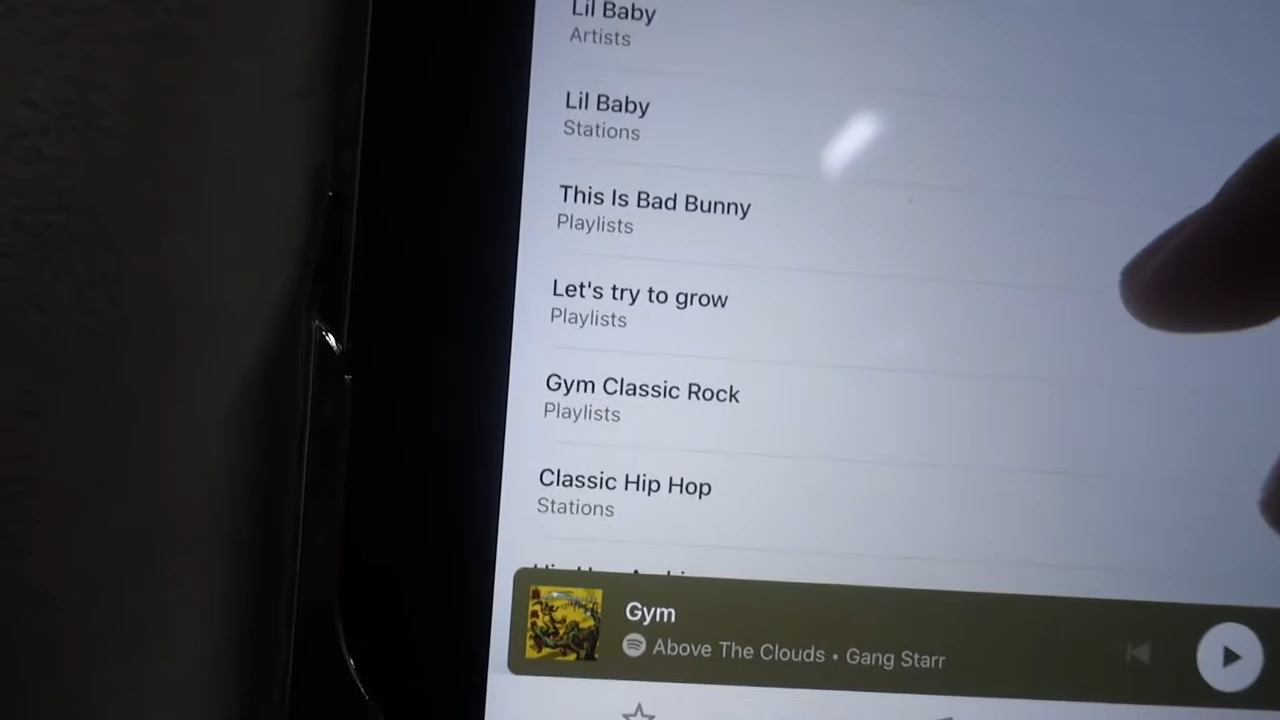 Lil Baby
Artists
Lil Baby
Stations
This Is Bad Bunny
Playlists
Let's try to grow
Playlists
Gym Classic Rock
Playlists
Classic Hip Hop
Stations
Gym
Above The Clouds • Gang Starr